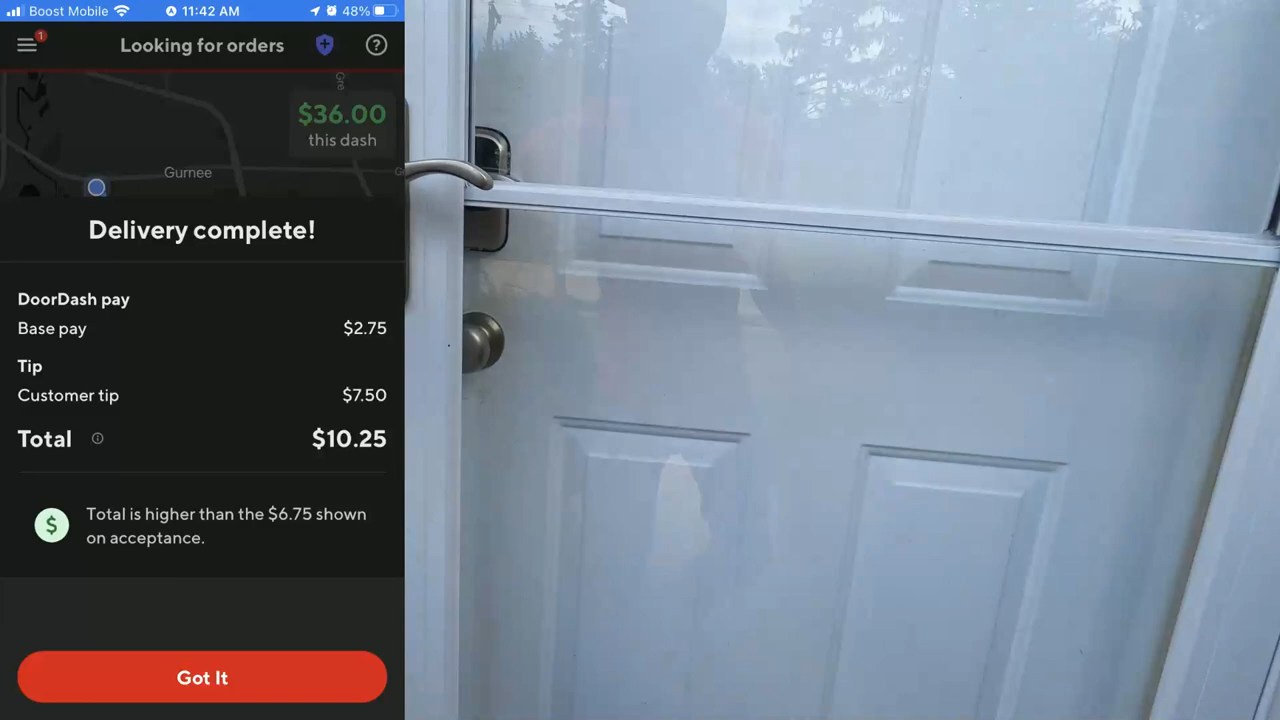 Boost Mobile 11:42 AM 48%
1
Looking for orders
$36.00
this dash
Gurnee
Delivery complete!
DoorDash pay
Base pay $2.75
Tip
Customer tip $7.50
Total $10.25
$ Total is higher than the $6.75 shown
on acceptance.
Got It